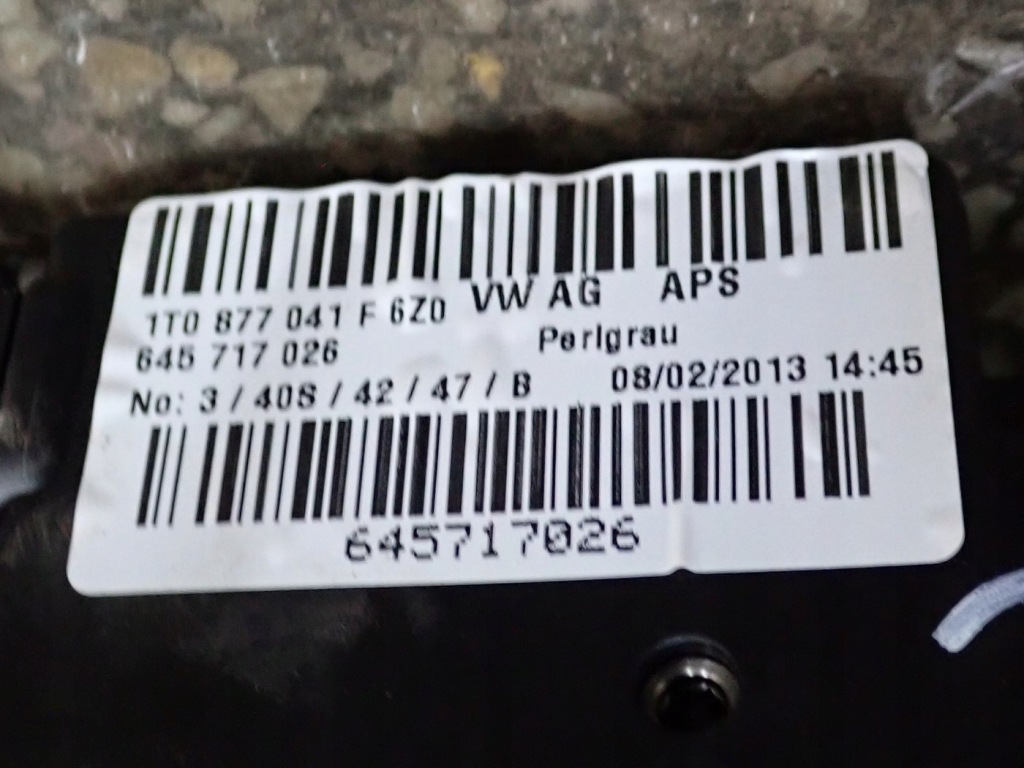 1T0 877 041 F 6Z0 VW AG APS
645 717 026 Perlgrau
No: 3 / 40S / 42 / 47 / B 08/02/2013 14:45
645717026